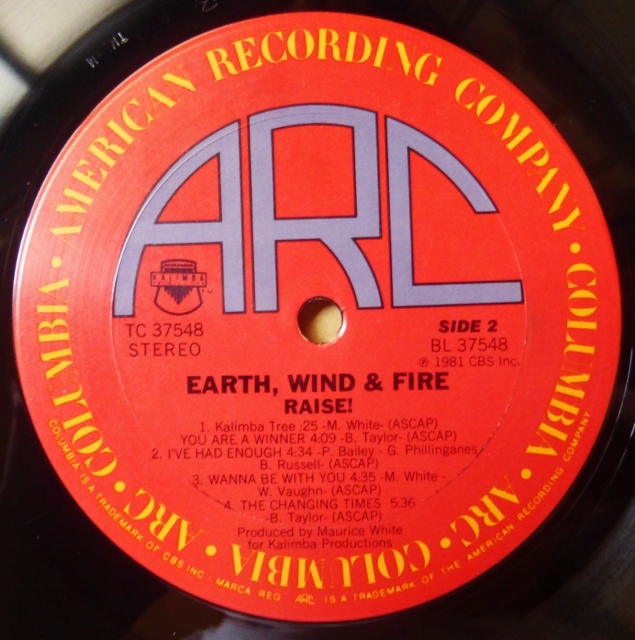 AMERICAN RECORDING COMPANY • COLUMBIA • ARC • COLUMBIA • ARC • COLUMBIA •
ARC
KALIMBA
TM
TC 37548
STEREO
SIDE 2
BL 37548
℗ 1981 CBS Inc.
EARTH, WIND & FIRE
RAISE!
1. Kalimba Tree :25 -M. White- (ASCAP)
YOU ARE A WINNER 4:09 -B. Taylor- (ASCAP)
2. I'VE HAD ENOUGH 4:34 -P. Bailey - G. Phillinganes
B. Russell- (ASCAP)
3. WANNA BE WITH YOU 4:35 -M. White -
W. Vaughn- (ASCAP)
4. THE CHANGING TIMES 5:36
-B. Taylor- (ASCAP)
Produced by Maurice White
for Kalimba Productions
COLUMBIA IS A TRADEMARK OF CBS INC. MARCA REG. ARC IS A TRADEMARK OF THE AMERICAN RECORDING COMPANY